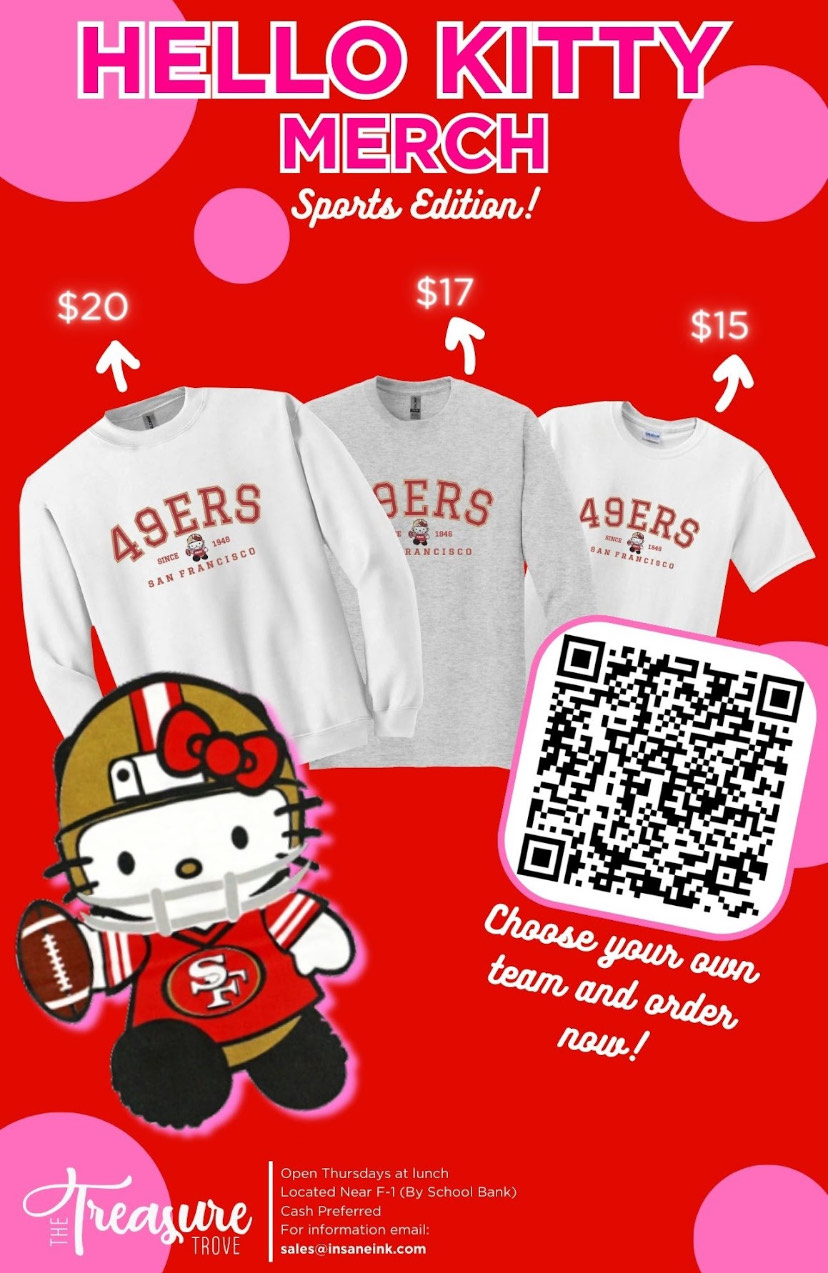 HELLO KITTY
MERCH
Sports Edition!
$20
$17
$15
49ERS
SINCE 1946
SAN FRANCISCO
9ERS
E 1946
RANCISCO
49ERS
SINCE 1946
SAN FRANCISCO
SF
Choose your own
team and order
now!
THE Treasure
TROVE
Open Thursdays at lunch
Located Near F-1 (By School Bank)
Cash Preferred
For information email:
sales@insaneink.com